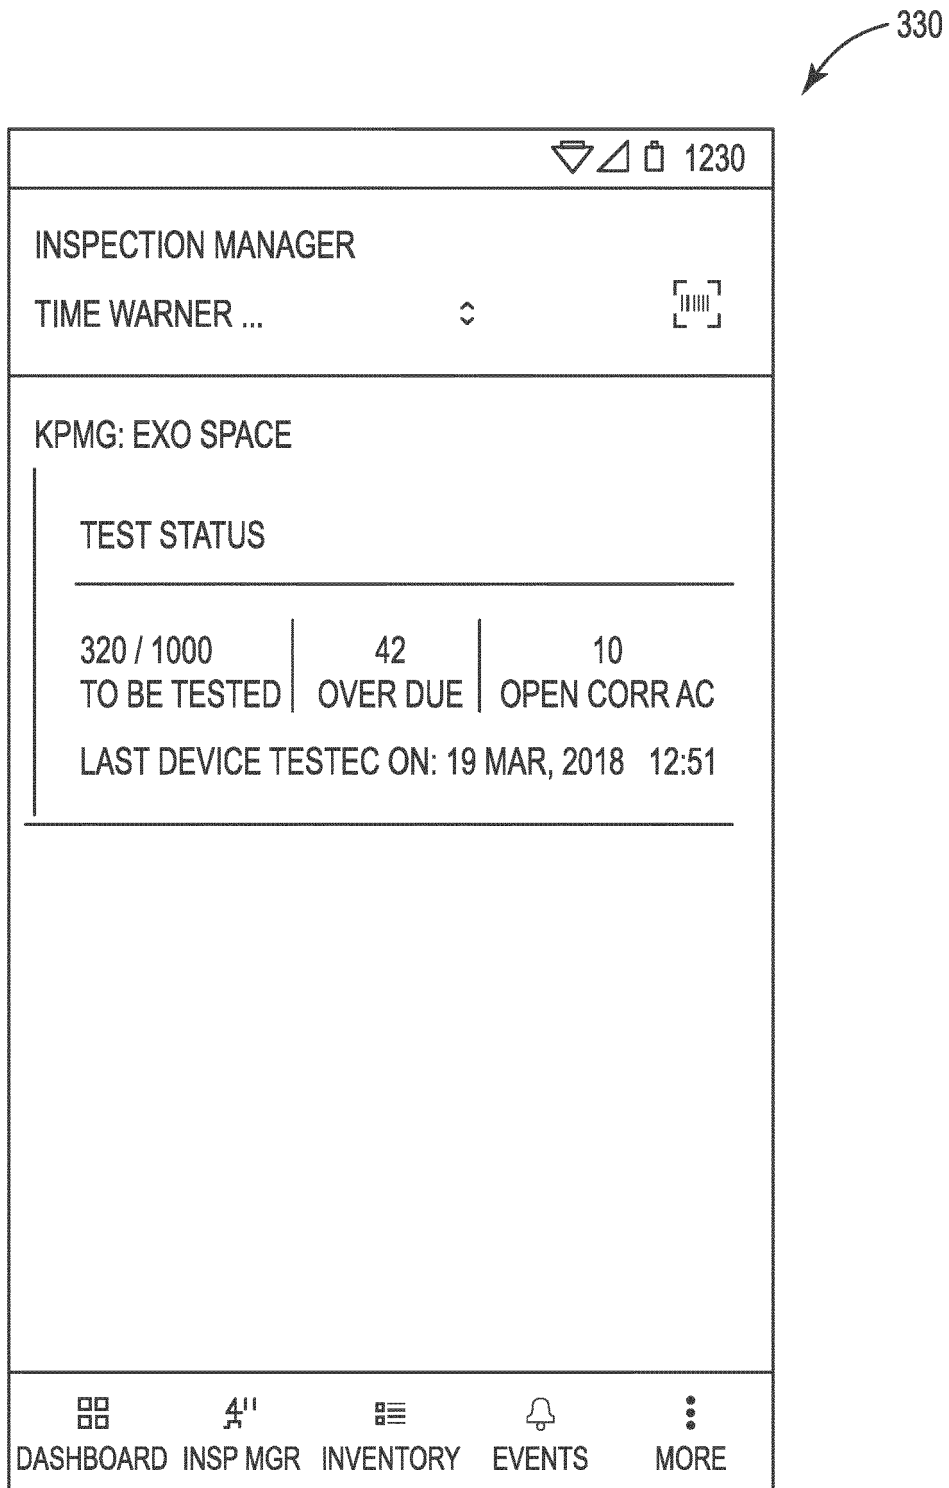 330
1230
INSPECTION MANAGER
TIME WARNER ...
KPMG: EXO SPACE
TEST STATUS
320 / 1000 42 10
TO BE TESTED OVER DUE OPEN CORR AC
LAST DEVICE TESTEC ON: 19 MAR, 2018 12:51
DASHBOARD INSP MGR INVENTORY EVENTS MORE